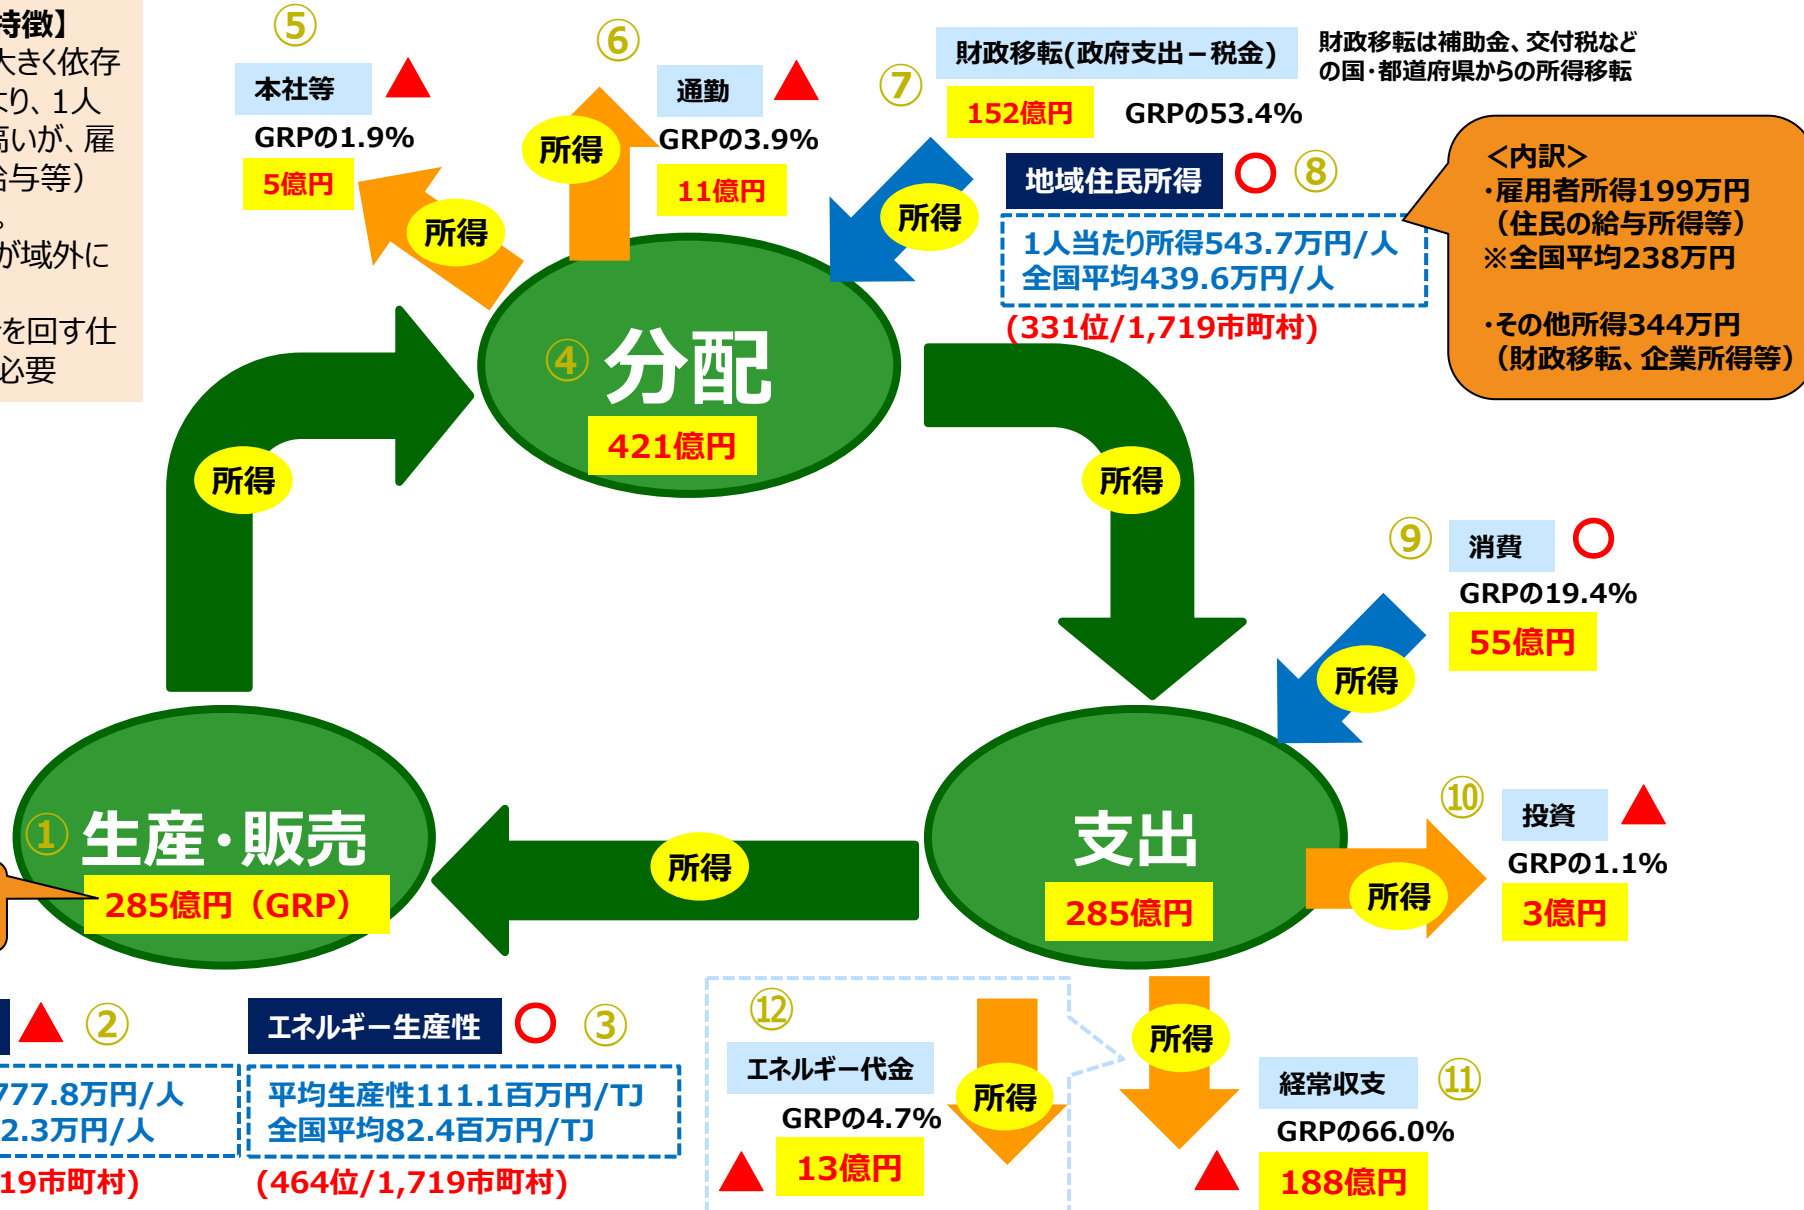 特徴】
大きく依存
より、1人
高いが、雇
給与等）
。
が域外に
を回す仕
必要
⑤
本社等
GRPの1.9%
5億円
所得
⑥
通勤
GRPの3.9%
11億円
所得
⑦
財政移転(政府支出－税金)
152億円 GRPの53.4%
所得
財政移転は補助金、交付税など
の国・都道府県からの所得移転
地域住民所得
⑧
1人当たり所得543.7万円/人
全国平均439.6万円/人
(331位/1,719市町村)
＜内訳＞
・雇用者所得199万円
（住民の給与所得等）
※全国平均238万円
・その他所得344万円
（財政移転、企業所得等）
④ 分配
421億円
所得
所得
⑨
消費
GRPの19.4%
55億円
所得
① 生産・販売
285億円（GRP）
所得
支出
285億円
⑩
投資
GRPの1.1%
3億円
所得
②
777.8万円/人
2.3万円/人
19市町村)
エネルギー生産性
③
平均生産性111.1百万円/TJ
全国平均82.4百万円/TJ
(464位/1,719市町村)
⑫
エネルギー代金
GRPの4.7%
13億円
所得
所得
経常収支
⑪
GRPの66.0%
188億円